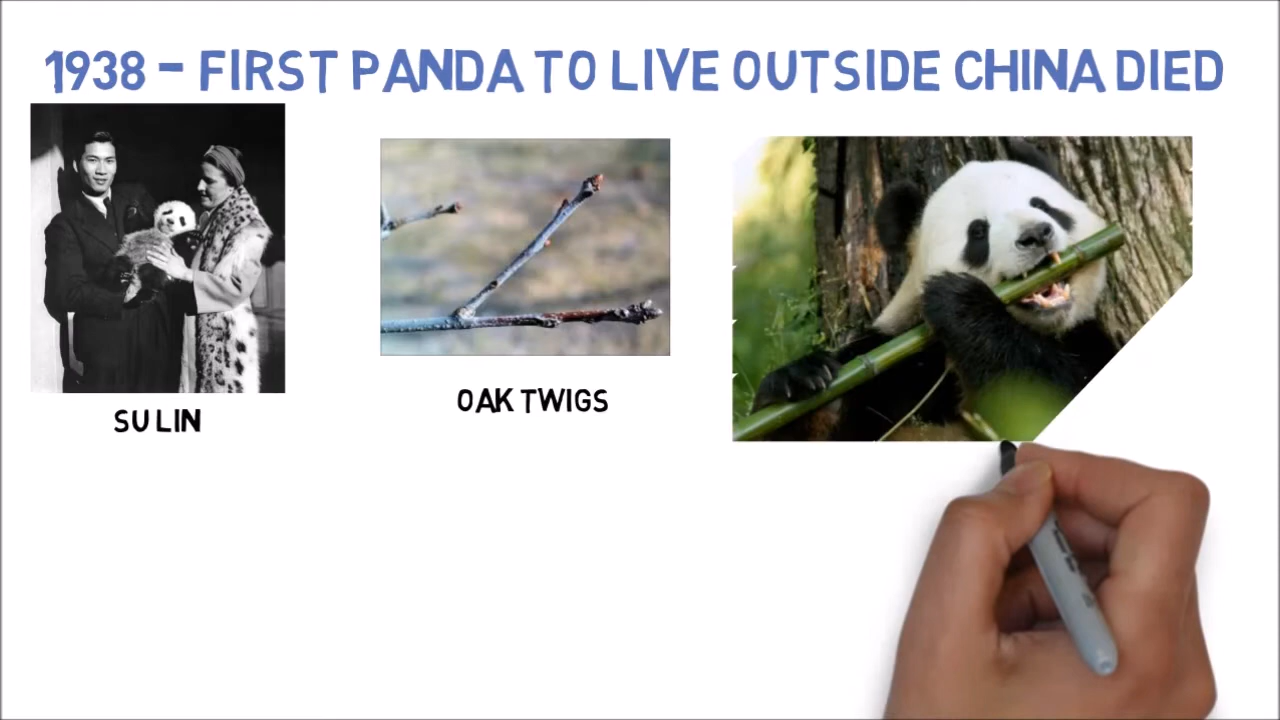 1938 - FIRST PANDA TO LIVE OUTSIDE CHINA DIED
SU LIN
OAK TWIGS